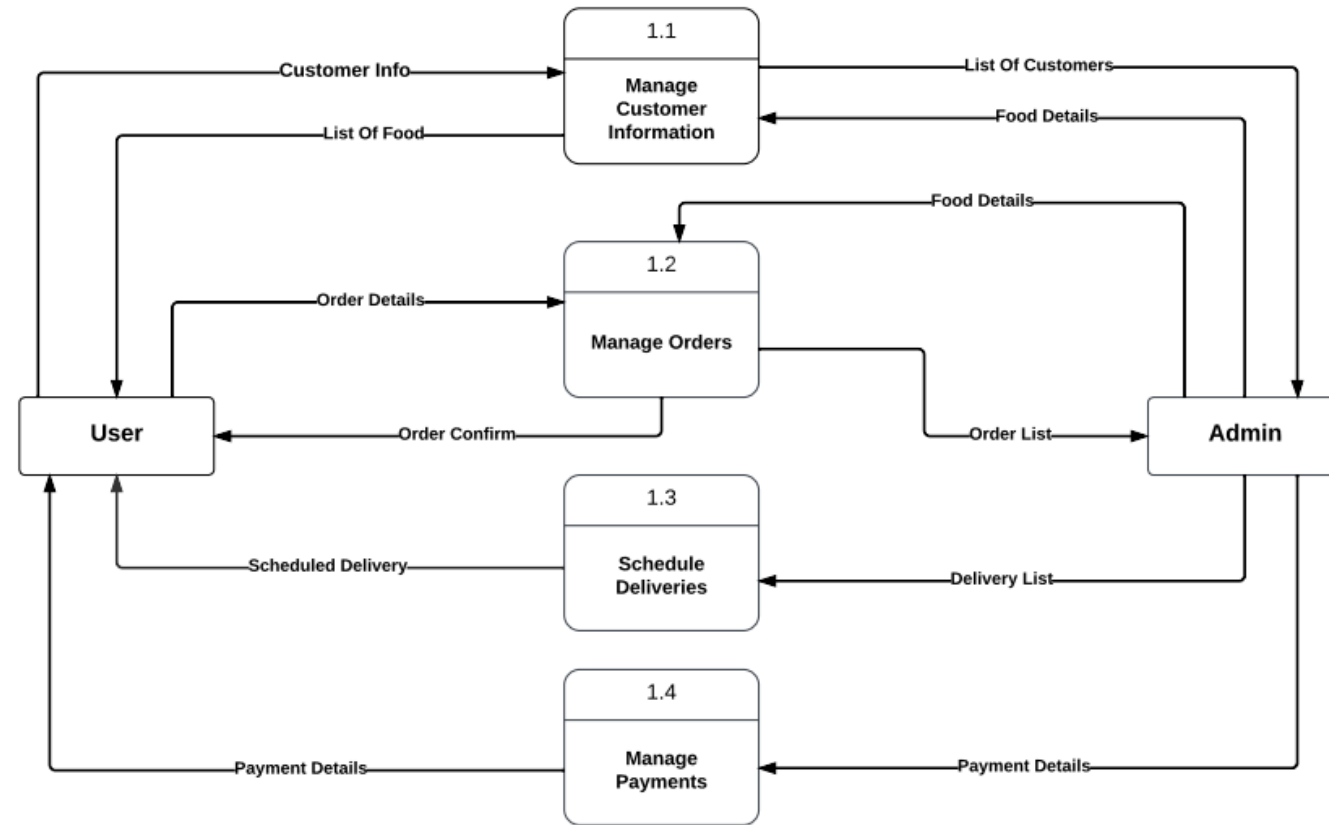 1.1
Customer Info
List Of Customers
Manage
Customer
Information
Food Details
List Of Food
Food Details
1.2
Order Details
Manage Orders
User
Order Confirm
Order List
Admin
1.3
Scheduled Delivery
Schedule
Deliveries
Delivery List
1.4
Manage
Payments
Payment Details
Payment Details